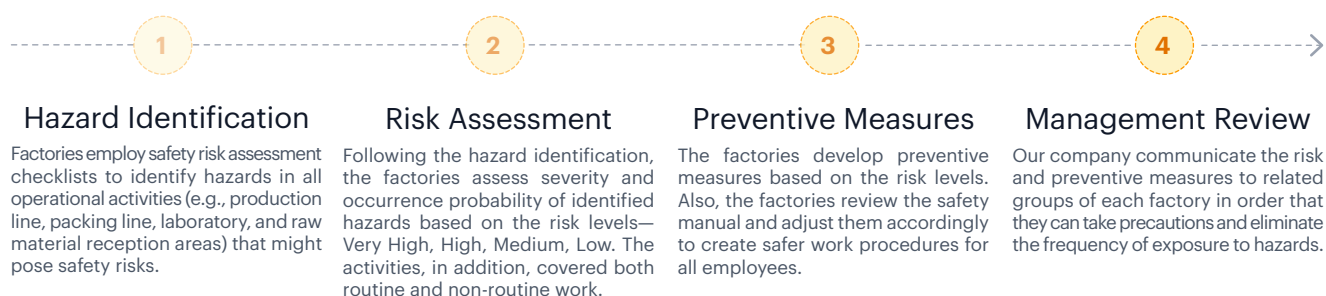 1
2
3
4
Hazard Identification
Factories employ safety risk assessment
checklists to identify hazards in all
operational activities (e.g., production
line, packing line, laboratory, and raw
material reception areas) that might
pose safety risks.
Risk Assessment
Following the hazard identification,
the factories assess severity and
occurrence probability of identified
hazards based on the risk levels—
Very High, High, Medium, Low. The
activities, in addition, covered both
routine and non-routine work.
Preventive Measures
The factories develop preventive
measures based on the risk levels.
Also, the factories review the safety
manual and adjust them accordingly
to create safer work procedures for
all employees.
Management Review
Our company communicate the risk
and preventive measures to related
groups of each factory in order that
they can take precautions and eliminate
the frequency of exposure to hazards.